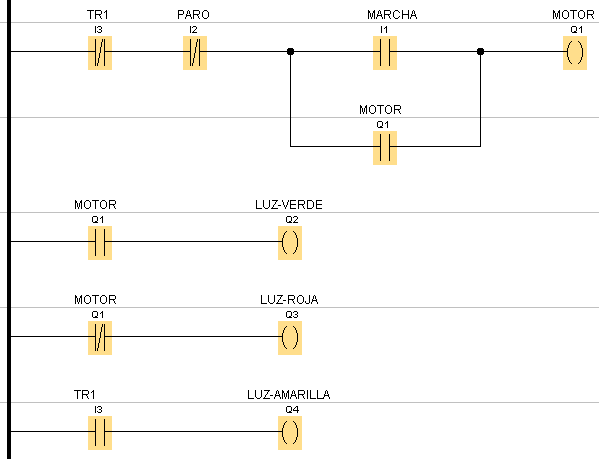 TR1 PARO MARCHA MOTOR
I3 I2 I1 Q1
MOTOR
Q1
MOTOR LUZ-VERDE
Q1 Q2
MOTOR LUZ-ROJA
Q1 Q3
TR1 LUZ-AMARILLA
I3 Q4